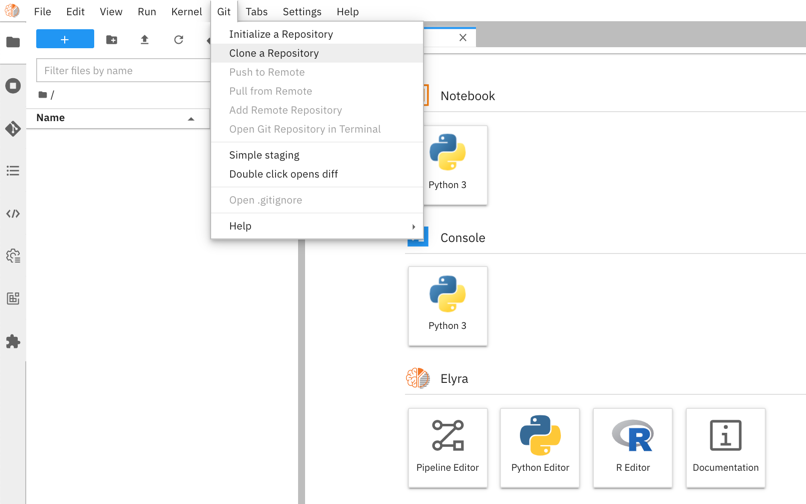 File Edit View Run Kernel Git Tabs Settings Help
Initialize a Repository
Clone a Repository
Push to Remote
Pull from Remote
Add Remote Repository
Open Git Repository in Terminal
Simple staging
Double click opens diff
Open .gitignore
Help
+
Filter files by name
/
Name
Notebook
Python 3
Console
Python 3
Elyra
Pipeline Editor
Python Editor
R Editor
Documentation